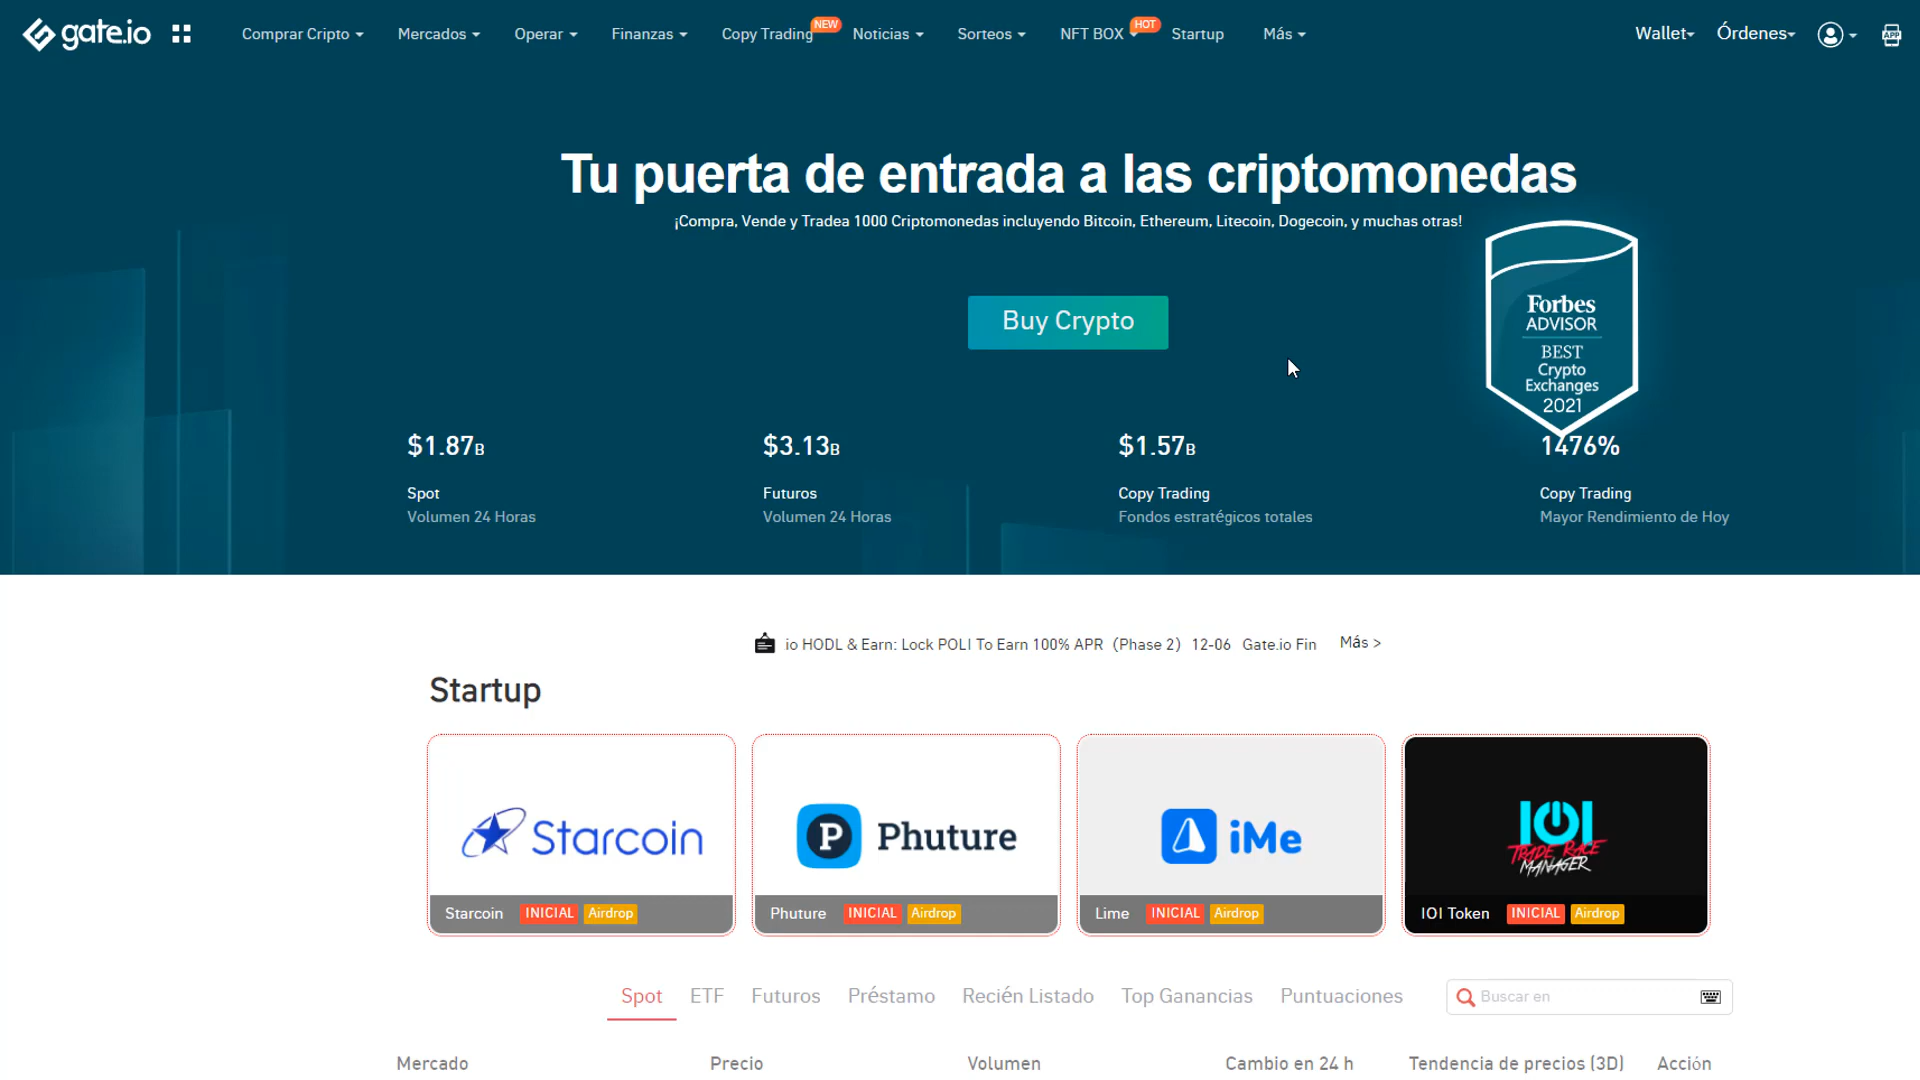 gate.io
Comprar Cripto
Mercados
Operar
Finanzas
Copy Trading
NEW
Noticias
Sorteos
NFT BOX
HOT
Startup
Más
Wallet
Órdenes
APP
Tu puerta de entrada a las criptomonedas
¡Compra, Vende y Tradea 1000 Criptomonedas incluyendo Bitcoin, Ethereum, Litecoin, Dogecoin, y muchas otras!
Buy Crypto
Forbes
ADVISOR
BEST
Crypto
Exchanges
2021
$1.87B
$3.13B
$1.57B
1476%
Spot
Futuros
Copy Trading
Copy Trading
Volumen 24 Horas
Volumen 24 Horas
Fondos estratégicos totales
Mayor Rendimiento de Hoy
io HODL & Earn: Lock POLI To Earn 100% APR (Phase 2) 12-06 Gate.io Fin
Más >
Startup
Starcoin
P Phuture
iMe
IOI
TRADE RACE
MANAGER
Starcoin INICIAL Airdrop
Phuture INICIAL Airdrop
Lime INICIAL Airdrop
IOI Token INICIAL Airdrop
Spot
ETF
Futuros
Préstamo
Recién Listado
Top Ganancias
Puntuaciones
Buscar en
Mercado
Precio
Volumen
Cambio en 24 h
Tendencia de precios (3D)
Acción